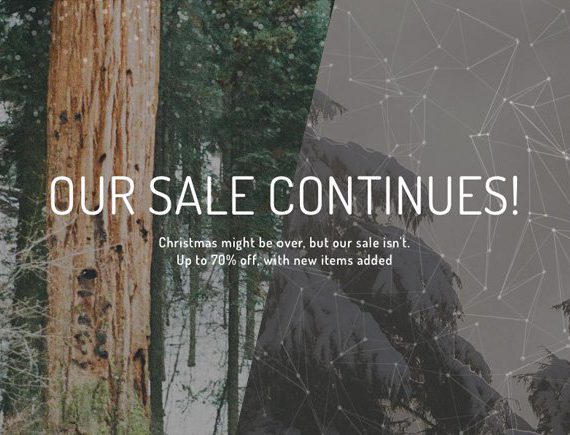 OUR SALE CONTINUES!
Christmas might be over, but our sale isn't.
Up to 70% off, with new items added